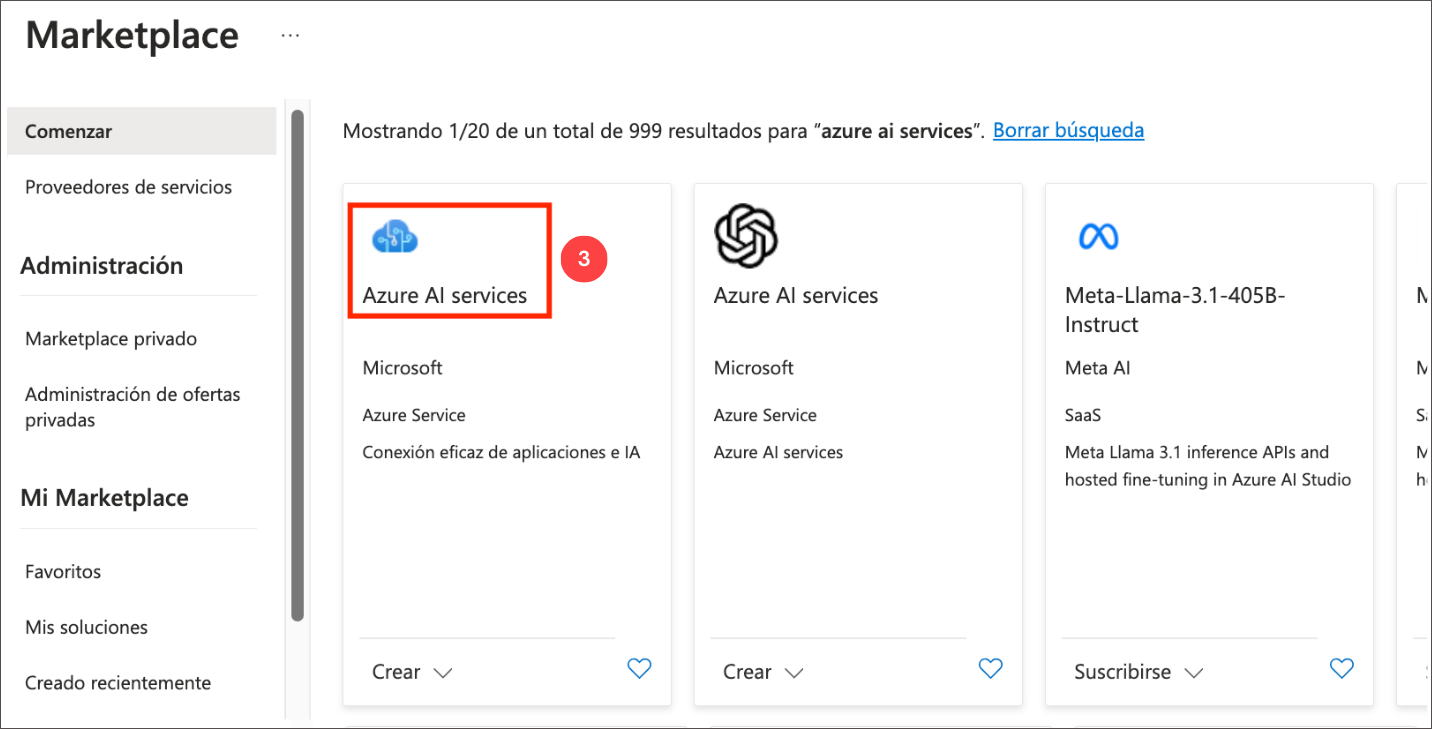 Marketplace ...
Comenzar
Proveedores de servicios
Administración
Marketplace privado
Administración de ofertas
privadas
Mi Marketplace
Favoritos
Mis soluciones
Creado recientemente
Mostrando 1/20 de un total de 999 resultados para “azure ai services”. Borrar búsqueda
3
Azure AI services
Microsoft
Azure Service
Conexión eficaz de aplicaciones e IA
Crear
Azure AI services
Microsoft
Azure Service
Azure AI services
Crear
Meta-Llama-3.1-405B-
Instruct
Meta AI
SaaS
Meta Llama 3.1 inference APIs and
hosted fine-tuning in Azure AI Studio
Suscribirse